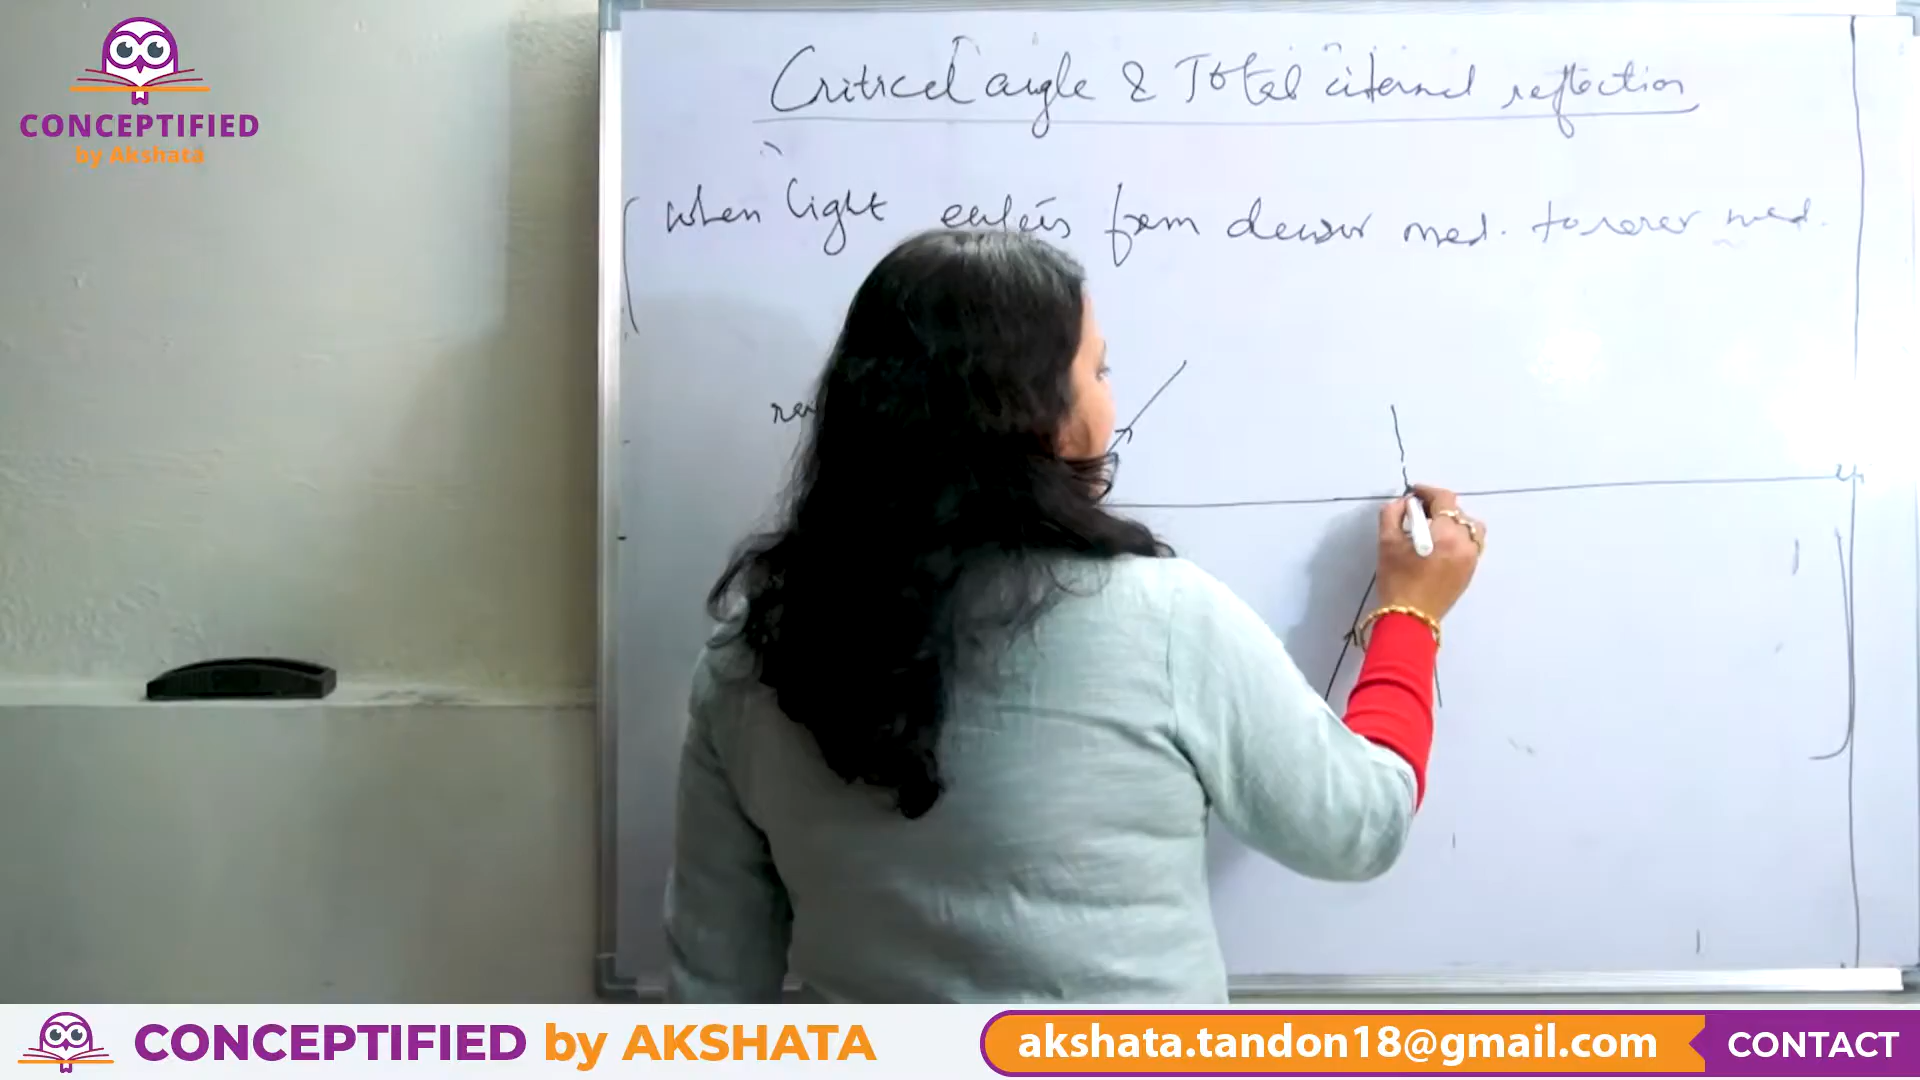 CONCEPTIFIED
by Akshata
Critical angle & Total internal reflection
when light enters from denser med. to rarer med.
CONCEPTIFIED by AKSHATA
akshata.tandon18@gmail.com
CONTACT